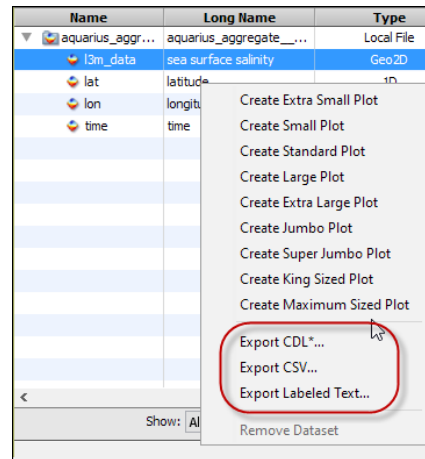 Name Long Name Type
aquarius_aggr... aquarius_aggregate__... Local File
l3m_data sea surface salinity Geo2D
lat latitude 1D
lon
time time
Create Extra Small Plot
Create Small Plot
Create Standard Plot
Create Large Plot
Create Extra Large Plot
Create Jumbo Plot
Create Super Jumbo Plot
Create King Sized Plot
Create Maximum Sized Plot
Export CDL*...
Export CSV...
Export Labeled Text...
Show:
Remove Dataset